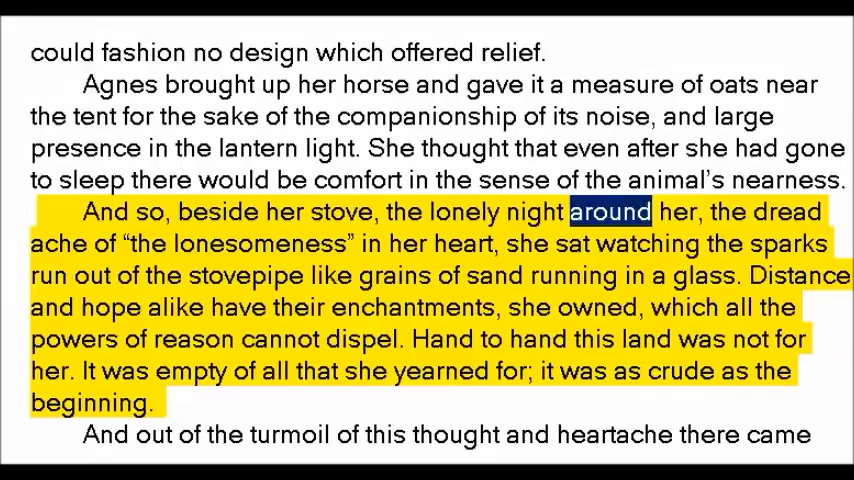 could fashion no design which offered relief.
Agnes brought up her horse and gave it a measure of oats near
the tent for the sake of the companionship of its noise, and large
presence in the lantern light. She thought that even after she had gone
to sleep there would be comfort in the sense of the animal's nearness.
And so, beside her stove, the lonely night around her, the dread
ache of “the lonesomeness” in her heart, she sat watching the sparks
run out of the stovepipe like grains of sand running in a glass. Distance
and hope alike have their enchantments, she owned, which all the
powers of reason cannot dispel. Hand to hand this land was not for
her. It was empty of all that she yearned for; it was as crude as the
beginning.
And out of the turmoil of this thought and heartache there came